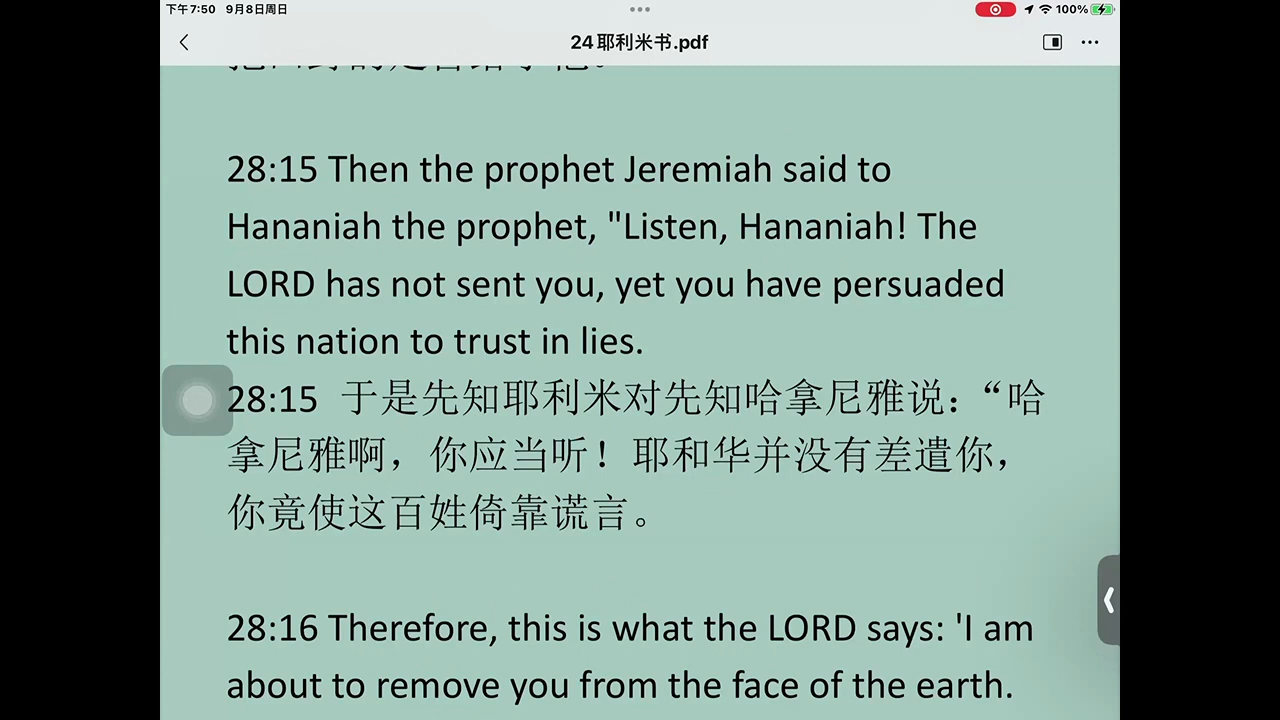 下午7:50 9月8日周日
100%
24耶利米书.pdf
28:15 Then the prophet Jeremiah said to
Hananiah the prophet, "Listen, Hananiah! The
LORD has not sent you, yet you have persuaded
this nation to trust in lies.
28:15 于是先知耶利米对先知哈拿尼雅说：“哈
拿尼雅啊，你应当听！耶和华并没有差遣你，
你竟使这百姓倚靠谎言。
28:16 Therefore, this is what the LORD says: 'I am
about to remove you from the face of the earth.